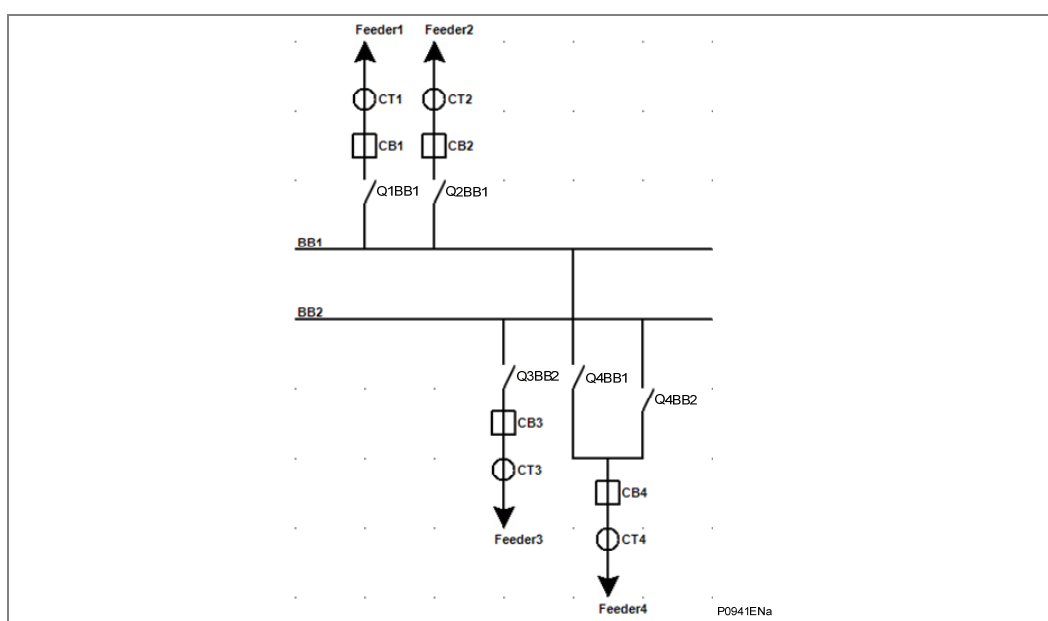 Feeder1 Feeder2
CT1 CT2
CB1 CB2
Q1BB1 Q2BB1
BB1
BB2
Q3BB2 Q4BB1
Q4BB2
CB3
CT3
CB4
Feeder3 CT4
Feeder4
P0941ENa